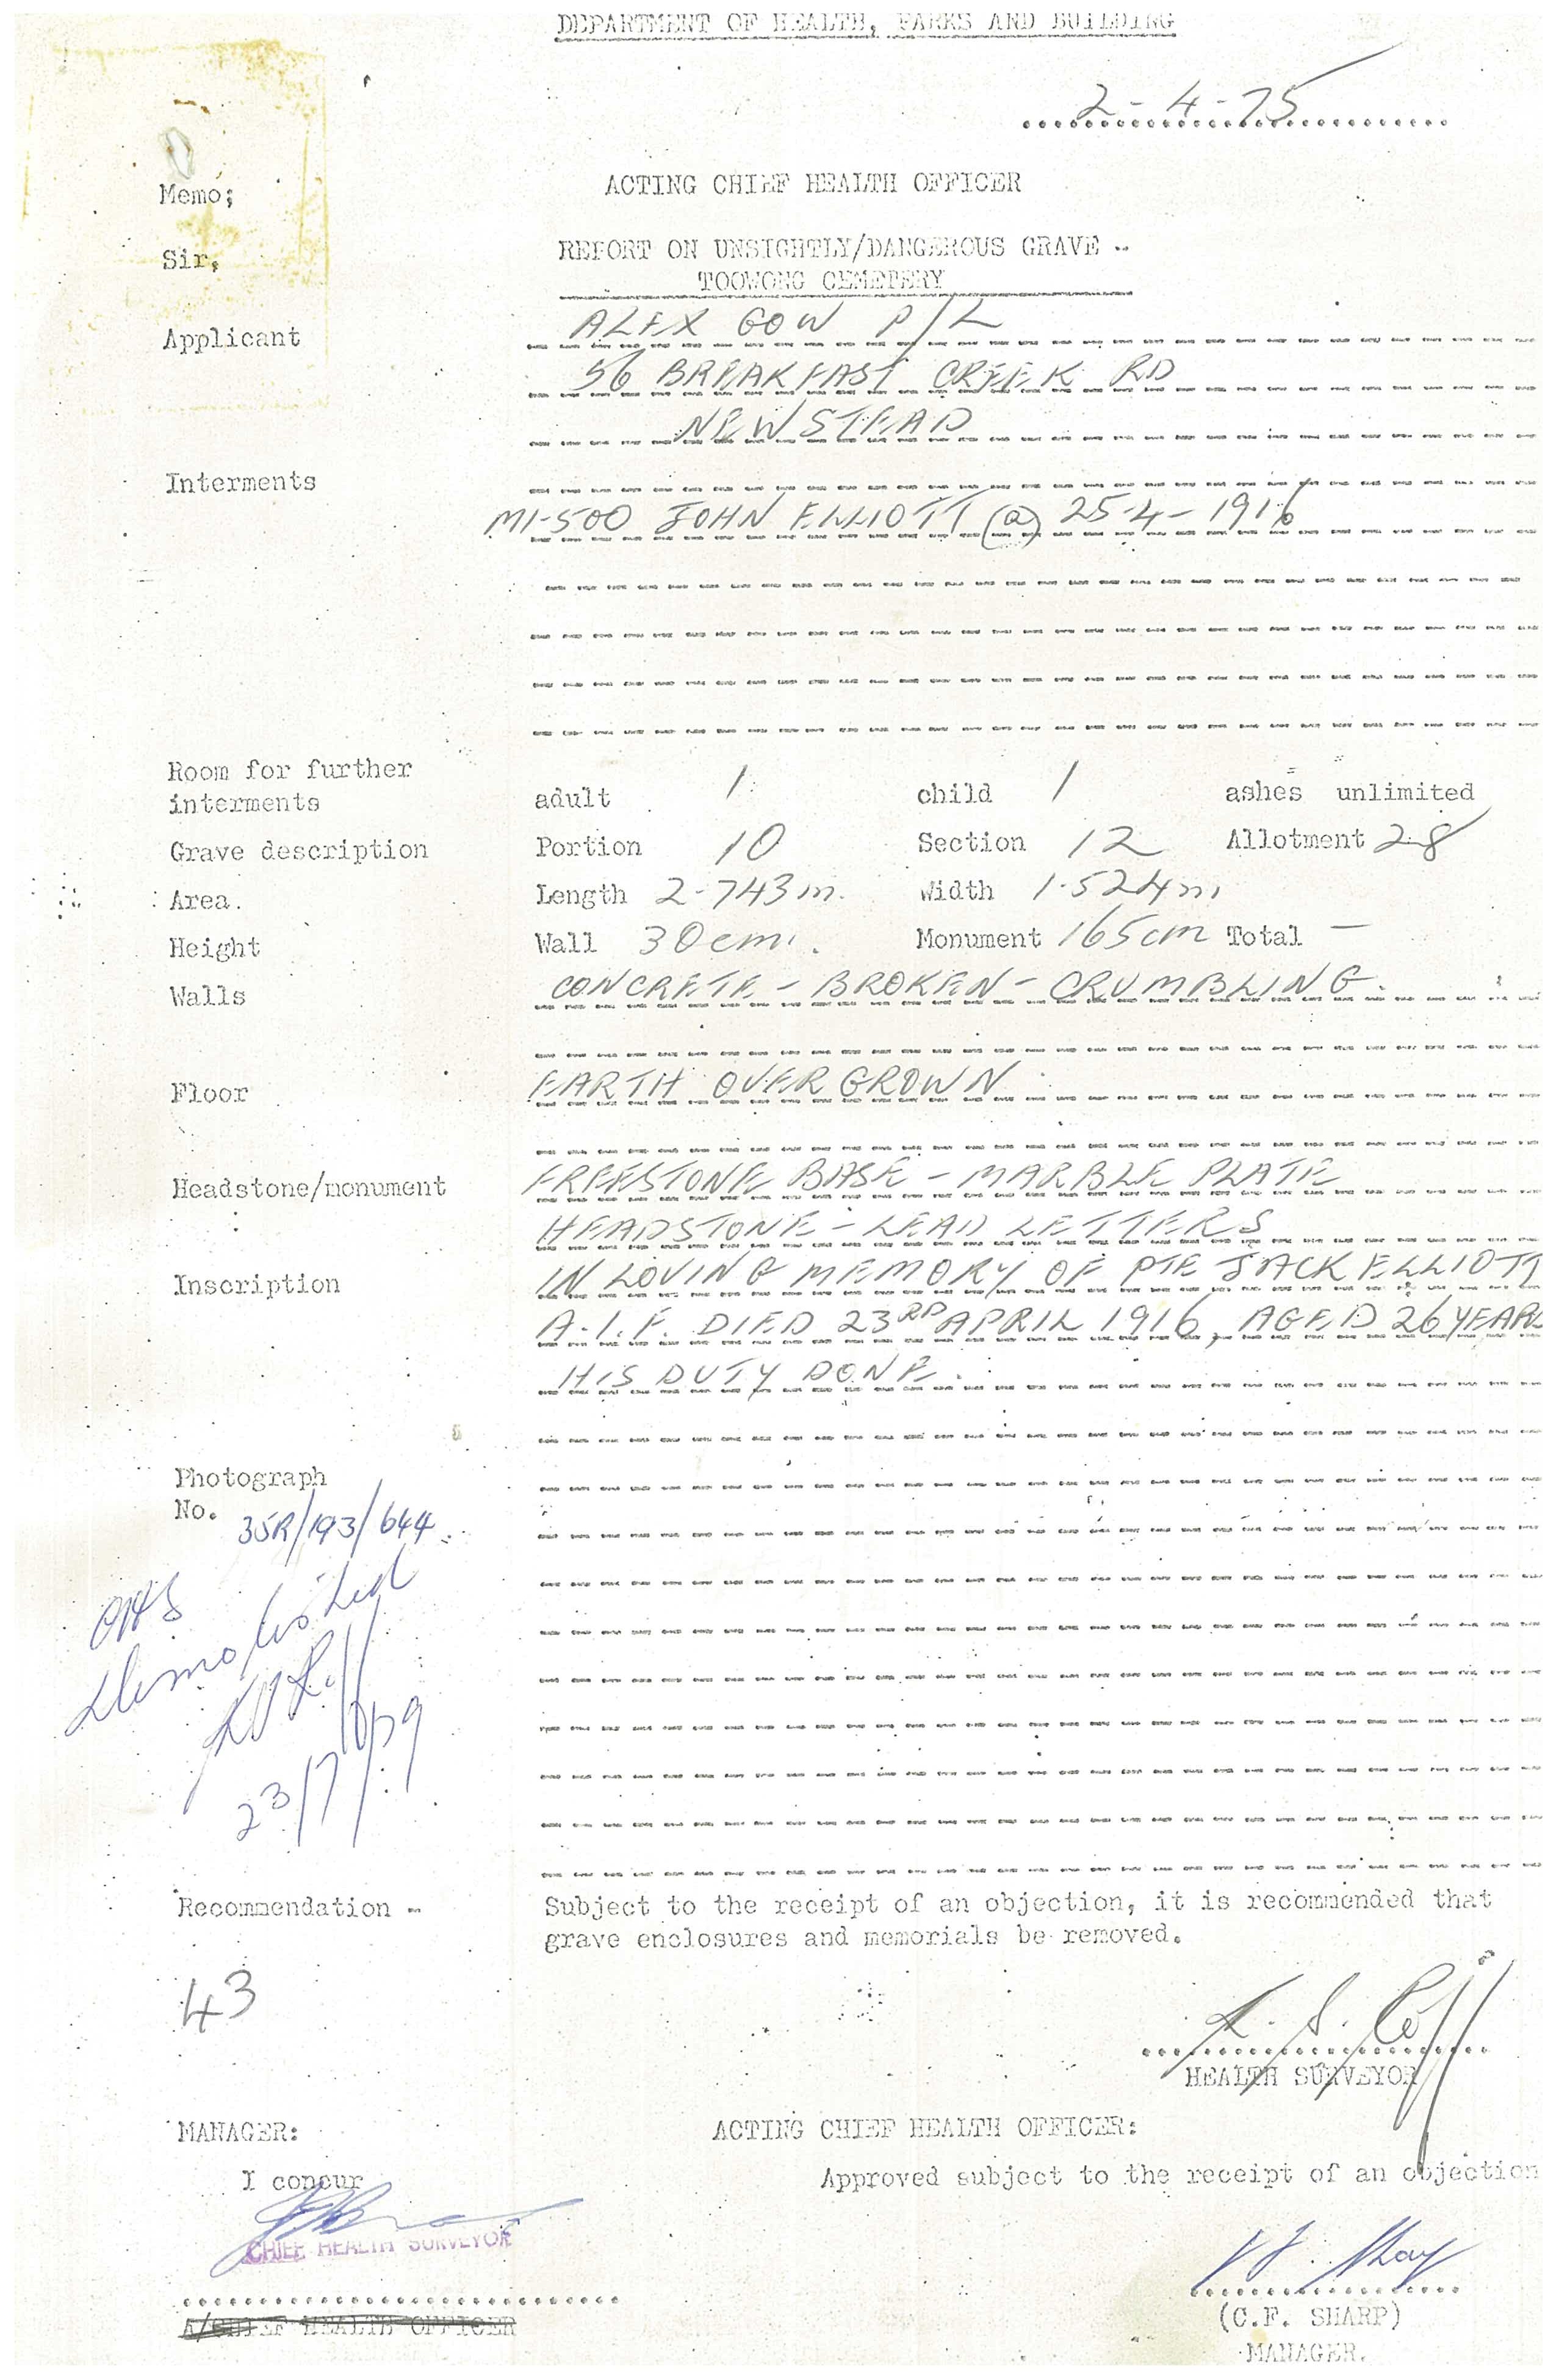 DEPARTMENT OF HEALTH, PARKS AND BUILDING
2-4-75
Memo; ACTING CHIEF HEALTH OFFICER
Sir, REPORT ON UNSIGHTLY/DANGEROUS GRAVE -
TOOWONG CEMETERY
Applicant ALEX GOW P/L
56 BREAKFAST CREEK RD
NEWSTEAD
Interments
M1-500 JOHN ELLIOTT (a) 25-4-1916
Room for further
interments adult 1 child 1 ashes unlimited
Grave description Portion 10 Section 12 Allotment 28
Area. Length 2.743m. Width 1.524m
Height Wall 30cm. Monument 165cm Total -
Walls CONCRETE - BROKEN - CRUMBLING.
Floor EARTH OVERGROWN
Headstone/monument FREESTONE BASE - MARBLE PLATE
HEADSTONE - LEAD LETTERS
Inscription IN LOVING MEMORY OF PTE JACK ELLIOTT
A.I.F. DIED 23RD APRIL 1916, AGED 26 YEARS
HIS DUTY DONE.
Photograph
No. 35R/193/644.
Demolished
23/7/79
Recommendation - Subject to the receipt of an objection, it is recommended that
grave enclosures and memorials be removed.
43
HEALTH SURVEYOR
MANAGER: ACTING CHIEF HEALTH OFFICER:
I concur Approved subject to the receipt of an objection
CHIEF HEALTH SURVEYOR
A/CHIEF HEALTH OFFICER
(C.F. SHARP)
MANAGER.